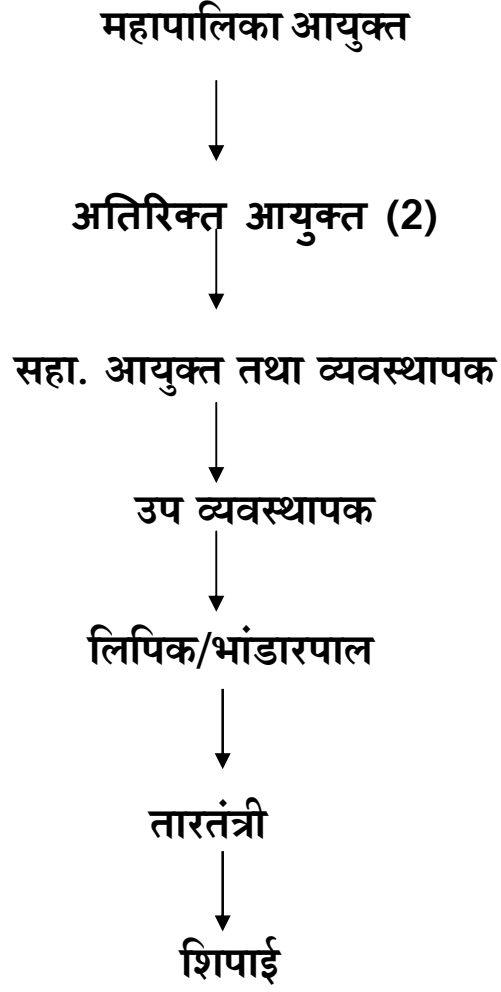 महापालिका आयुक्त
अतिरिक्त आयुक्त (2)
सहा. आयुक्त तथा व्यवस्थापक
उप व्यवस्थापक
लिपिक/भांडारपाल
तारतंत्री
शिपाई